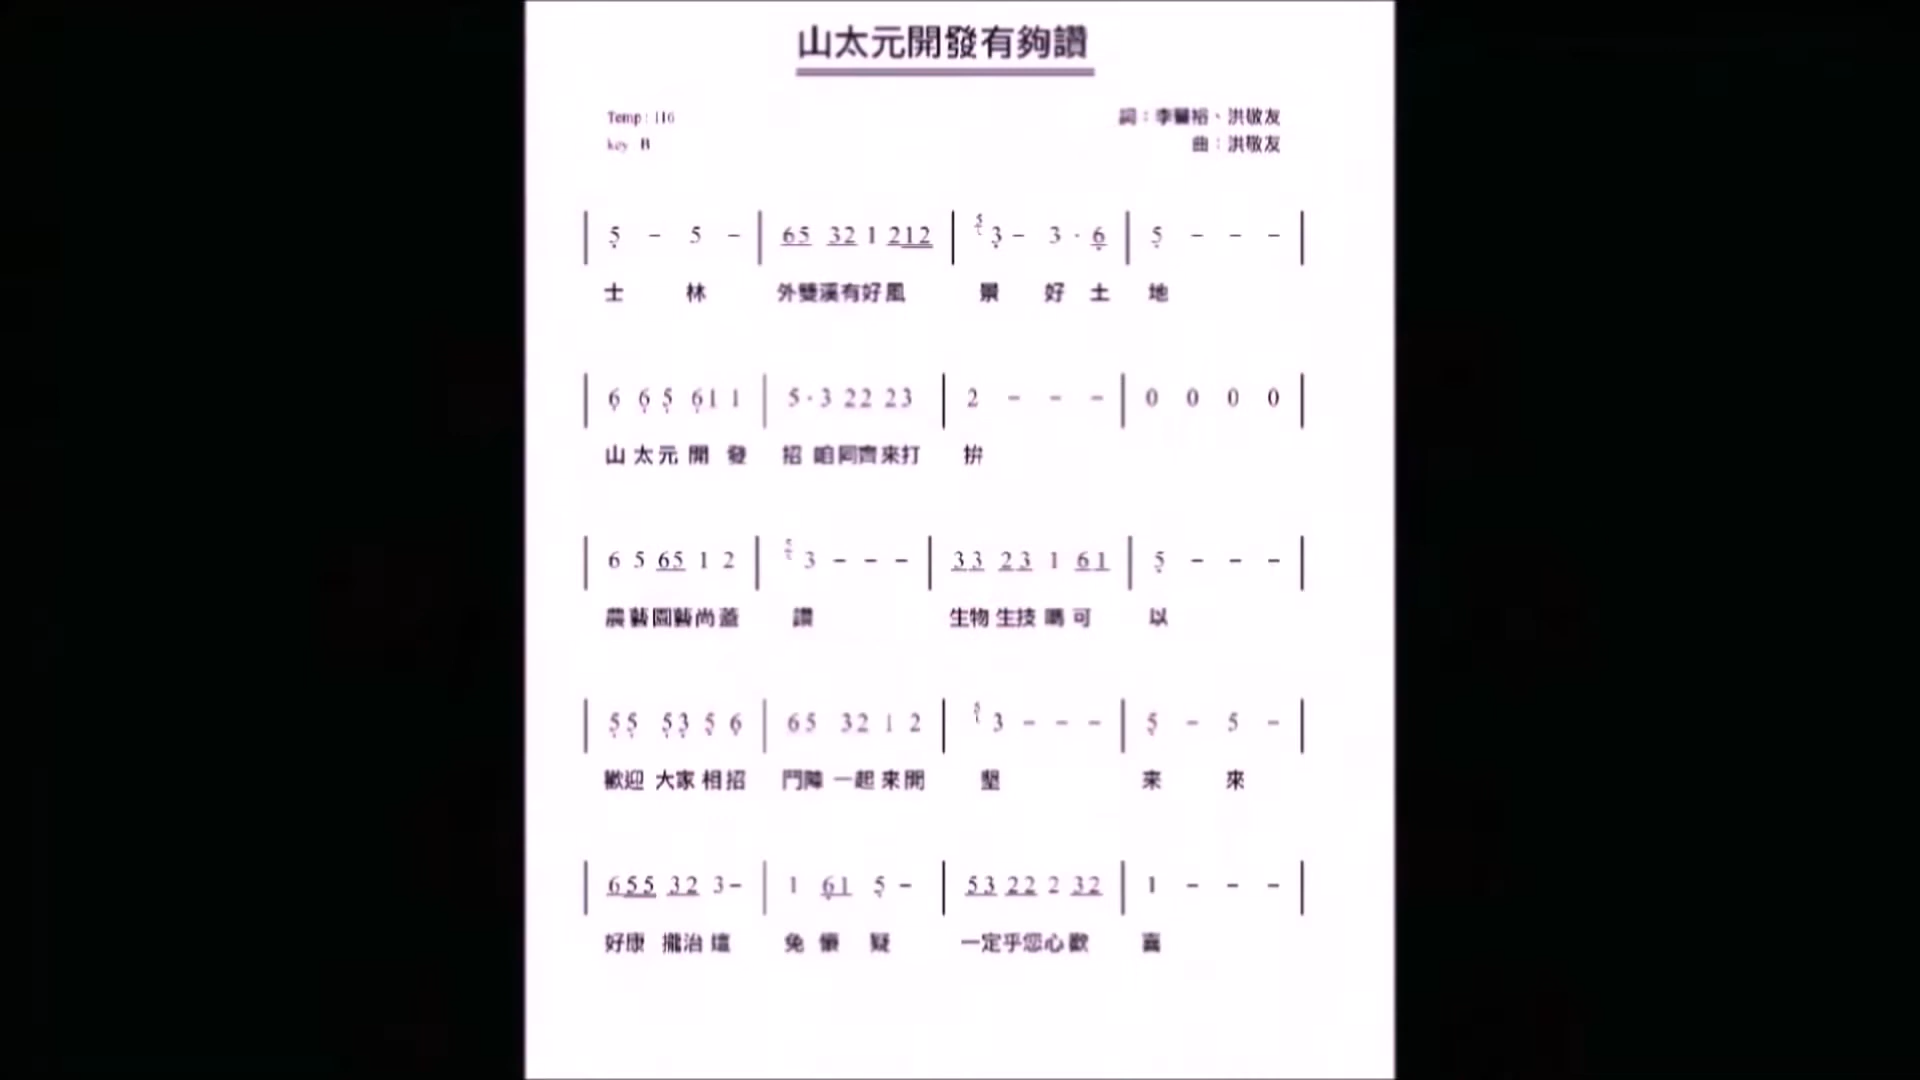 山太元開發有夠讚
Temp: 116
詞：李醫裕、洪敬友
key B
曲：洪敬友
| 5 - 5 - | 65 32 1 212 | 5 3 - 3 · 6 | 5 - - - |
士 林 外雙溪有好風 景 好 土 地
| 6 6 5 61 1 | 5 · 3 22 23 | 2 - - - | 0 0 0 0 |
山 太 元 開 發 招 咱同齊來打 拚
| 6 5 65 1 2 | 5 3 - - - | 33 23 1 61 | 5 - - - |
農藝園藝尚蓋 讚 生物 生技 嗎 可 以
| 55 53 5 6 | 65 32 1 2 | 5 3 - - - | 5 - 5 - |
歡迎 大家 相招 鬥陣 一起 來開 墾 來 來
| 655 32 3 - | 1 61 5 - | 53 22 2 32 | 1 - - - |
好康 攏治 這 免 懷 疑 一定乎您心歡 喜